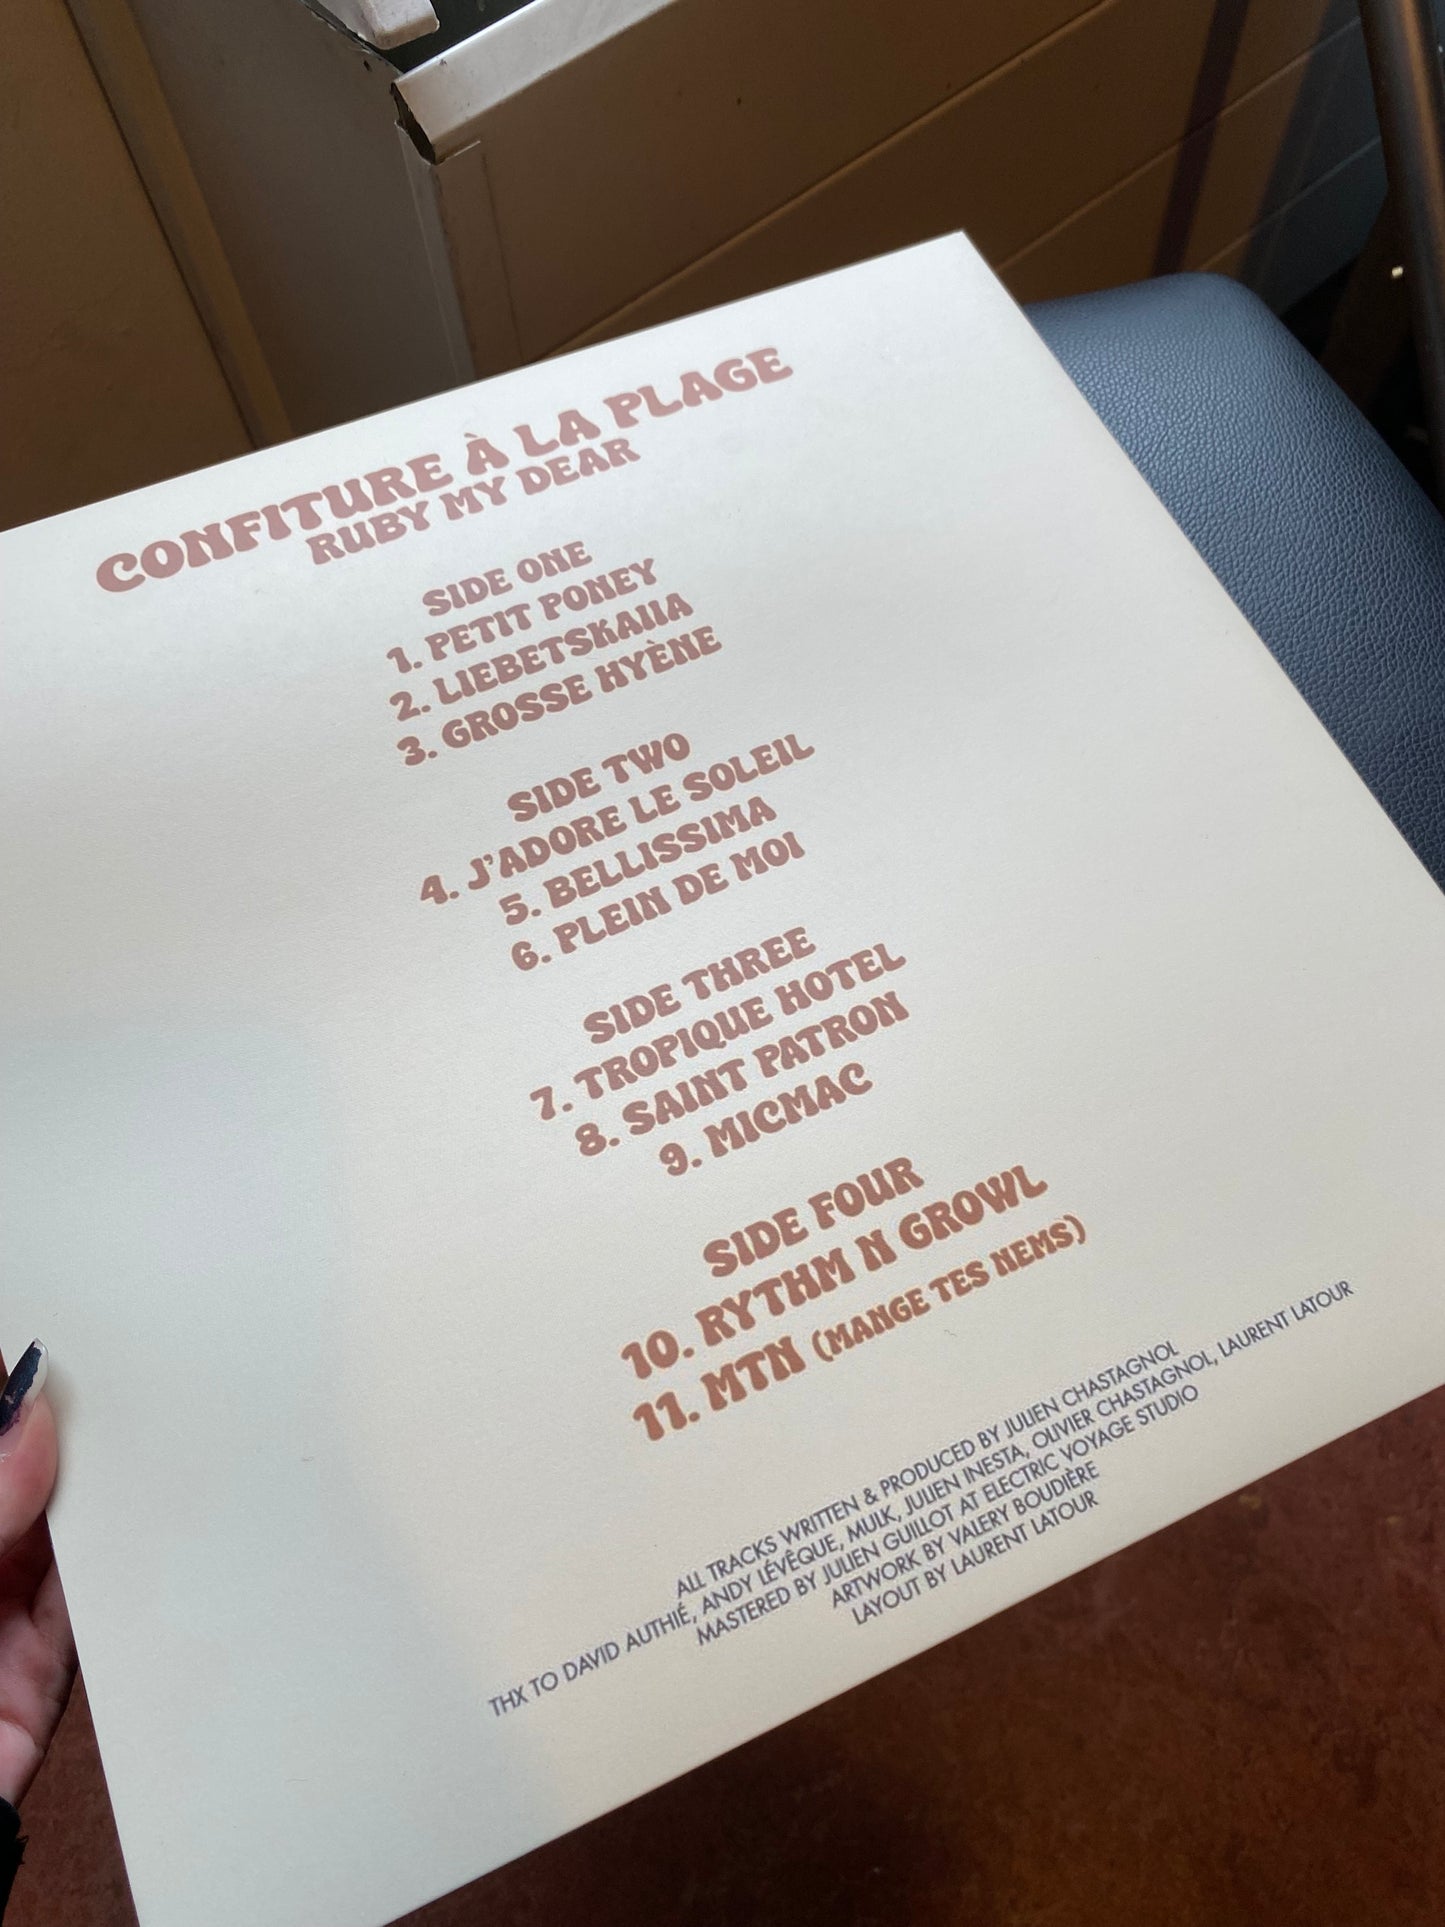 CONFITURE À LA PLAGE
RUBY MY DEAR
SIDE ONE
1. PETIT PONEY
2. LIEBETSKAIIA
3. GROSSE HYÈNE
SIDE TWO
4. J'ADORE LE SOLEIL
5. BELLISSIMA
6. PLEIN DE MOI
SIDE THREE
7. TROPIQUE HOTEL
8. SAINT PATRON
9. MICMAC
SIDE FOUR
10. RYTHM N GROWL
11. MTN (MANGE TES NEMS)
ALL TRACKS WRITTEN & PRODUCED BY JULIEN CHASTAGNOL
THX TO DAVID AUTHIÉ, ANDY LÉVÊQUE, MULK, JULIEN INESTA, OLIVIER CHASTAGNOL, LAURENT LATOUR
MASTERED BY JULIEN GUILLOT AT ELECTRIC VOYAGE STUDIO
ARTWORK BY VALERY BOUDIÈRE
LAYOUT BY LAURENT LATOUR